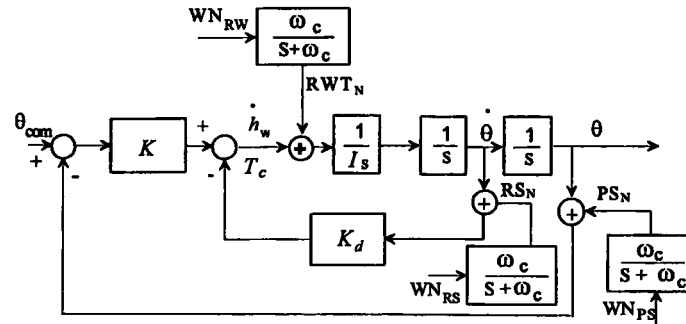 WN_RW
ω_c
S+ω_c
RWT_N
θ_com
+
-
K
+
-
ḣ_w
T_c
+
1
I s
1
s
θ̇
1
s
θ
RS_N
+
PS_N
+
K_d
WN_RS
ω_c
S+ω_c
ω_c
S + ω_c
WN_PS